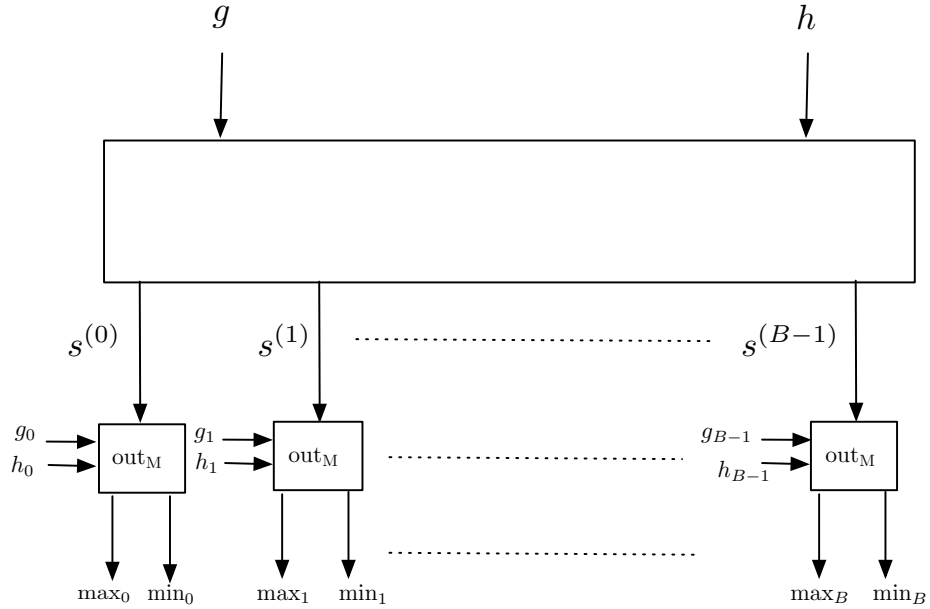 g h
s^(0) s^(1) s^(B−1)
g_0 g_1 g_{B−1}
out_M out_M out_M
h_0 h_1 h_{B−1}
max_0 min_0 max_1 min_1 max_B min_B